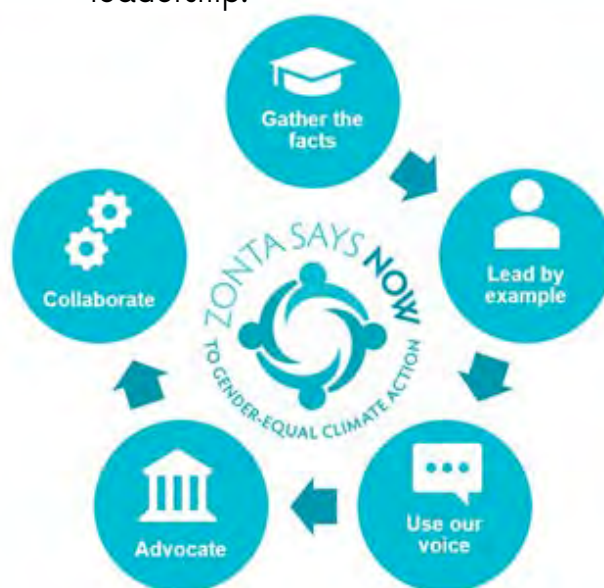 leadership.
Gather the
facts
Lead by
example
Use our
voice
Advocate
Collaborate
ZONTA SAYS NOW
TO GENDER-EQUAL CLIMATE ACTION